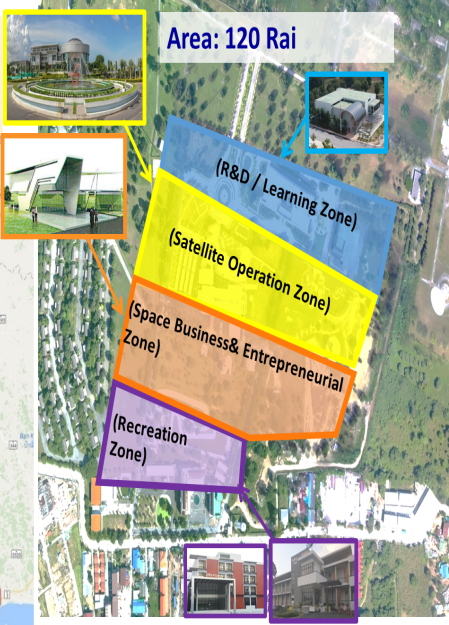 Area: 120 Rai
(R&D / Learning Zone)
(Satellite Operation Zone)
(Space Business& Entrepreneurial
Zone)
(Recreation
Zone)